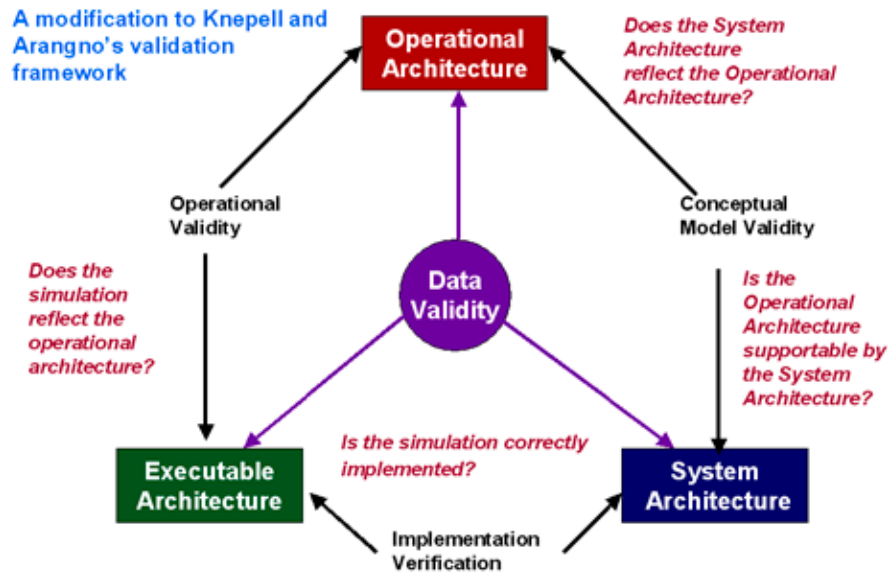 A modification to Knepell and
Arangno's validation
framework
Operational
Architecture
Does the System
Architecture
reflect the Operational
Architecture?
Operational
Validity
Conceptual
Model Validity
Does the
simulation
reflect the
operational
architecture?
Data
Validity
Is the
Operational
Architecture
supportable by
the System
Architecture?
Is the simulation correctly
implemented?
Executable
Architecture
System
Architecture
Implementation
Verification